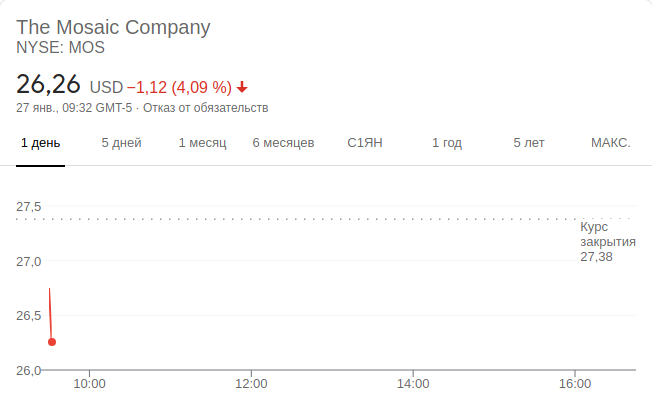 The Mosaic Company
NYSE: MOS
26,26 USD −1,12 (4,09 %)
27 янв., 09:32 GMT-5 · Отказ от обязательств
1 день 5 дней 1 месяц 6 месяцев С1ЯН 1 год 5 лет МАКС.
27,5
Курс
закрытия
27,38
27,0
26,5
26,0
10:00 12:00 14:00 16:00